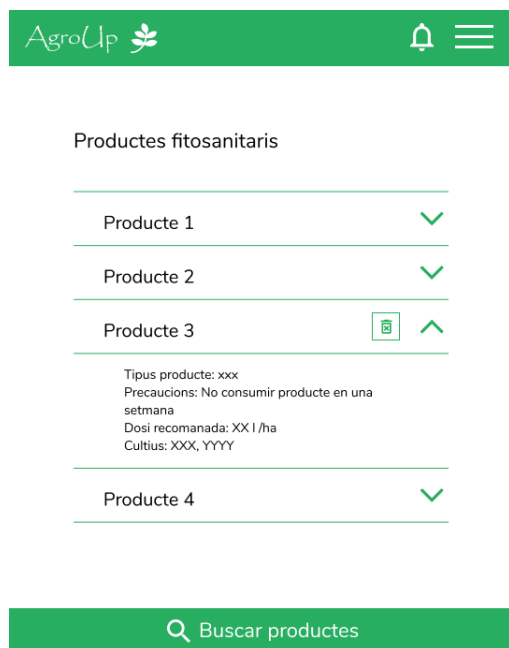 AgroUp
Productes fitosanitaris
Producte 1
Producte 2
Producte 3
Tipus producte: xxx
Precaucions: No consumir producte en una
setmana
Dosi recomanada: XX l /ha
Cultius: XXX, YYYY
Producte 4
Buscar productes